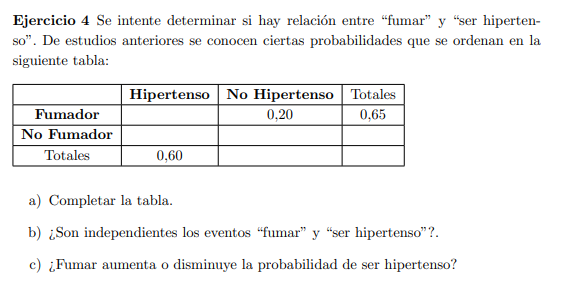 Ejercicio 4 Se intente determinar si hay relación entre “fumar” y “ser hiperten-
so”. De estudios anteriores se conocen ciertas probabilidades que se ordenan en la
siguiente tabla:
Hipertenso No Hipertenso Totales
Fumador 0,20 0,65
No Fumador
Totales 0,60
a) Completar la tabla.
b) ¿Son independientes los eventos “fumar” y “ser hipertenso”?.
c) ¿Fumar aumenta o disminuye la probabilidad de ser hipertenso?